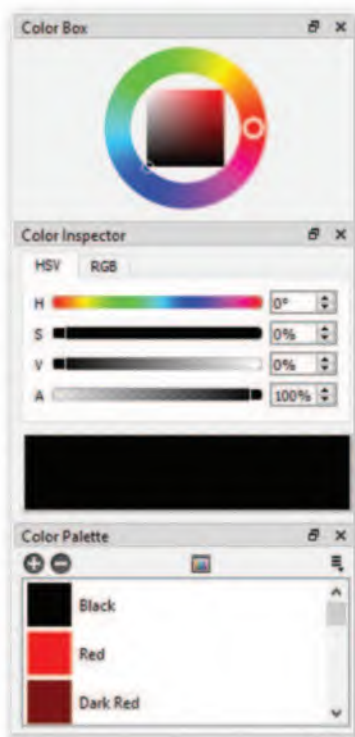 Color Box
Color Inspector
HSV RGB
H 0°
S 0%
V 0%
A 100%
Color Palette
Black
Red
Dark Red